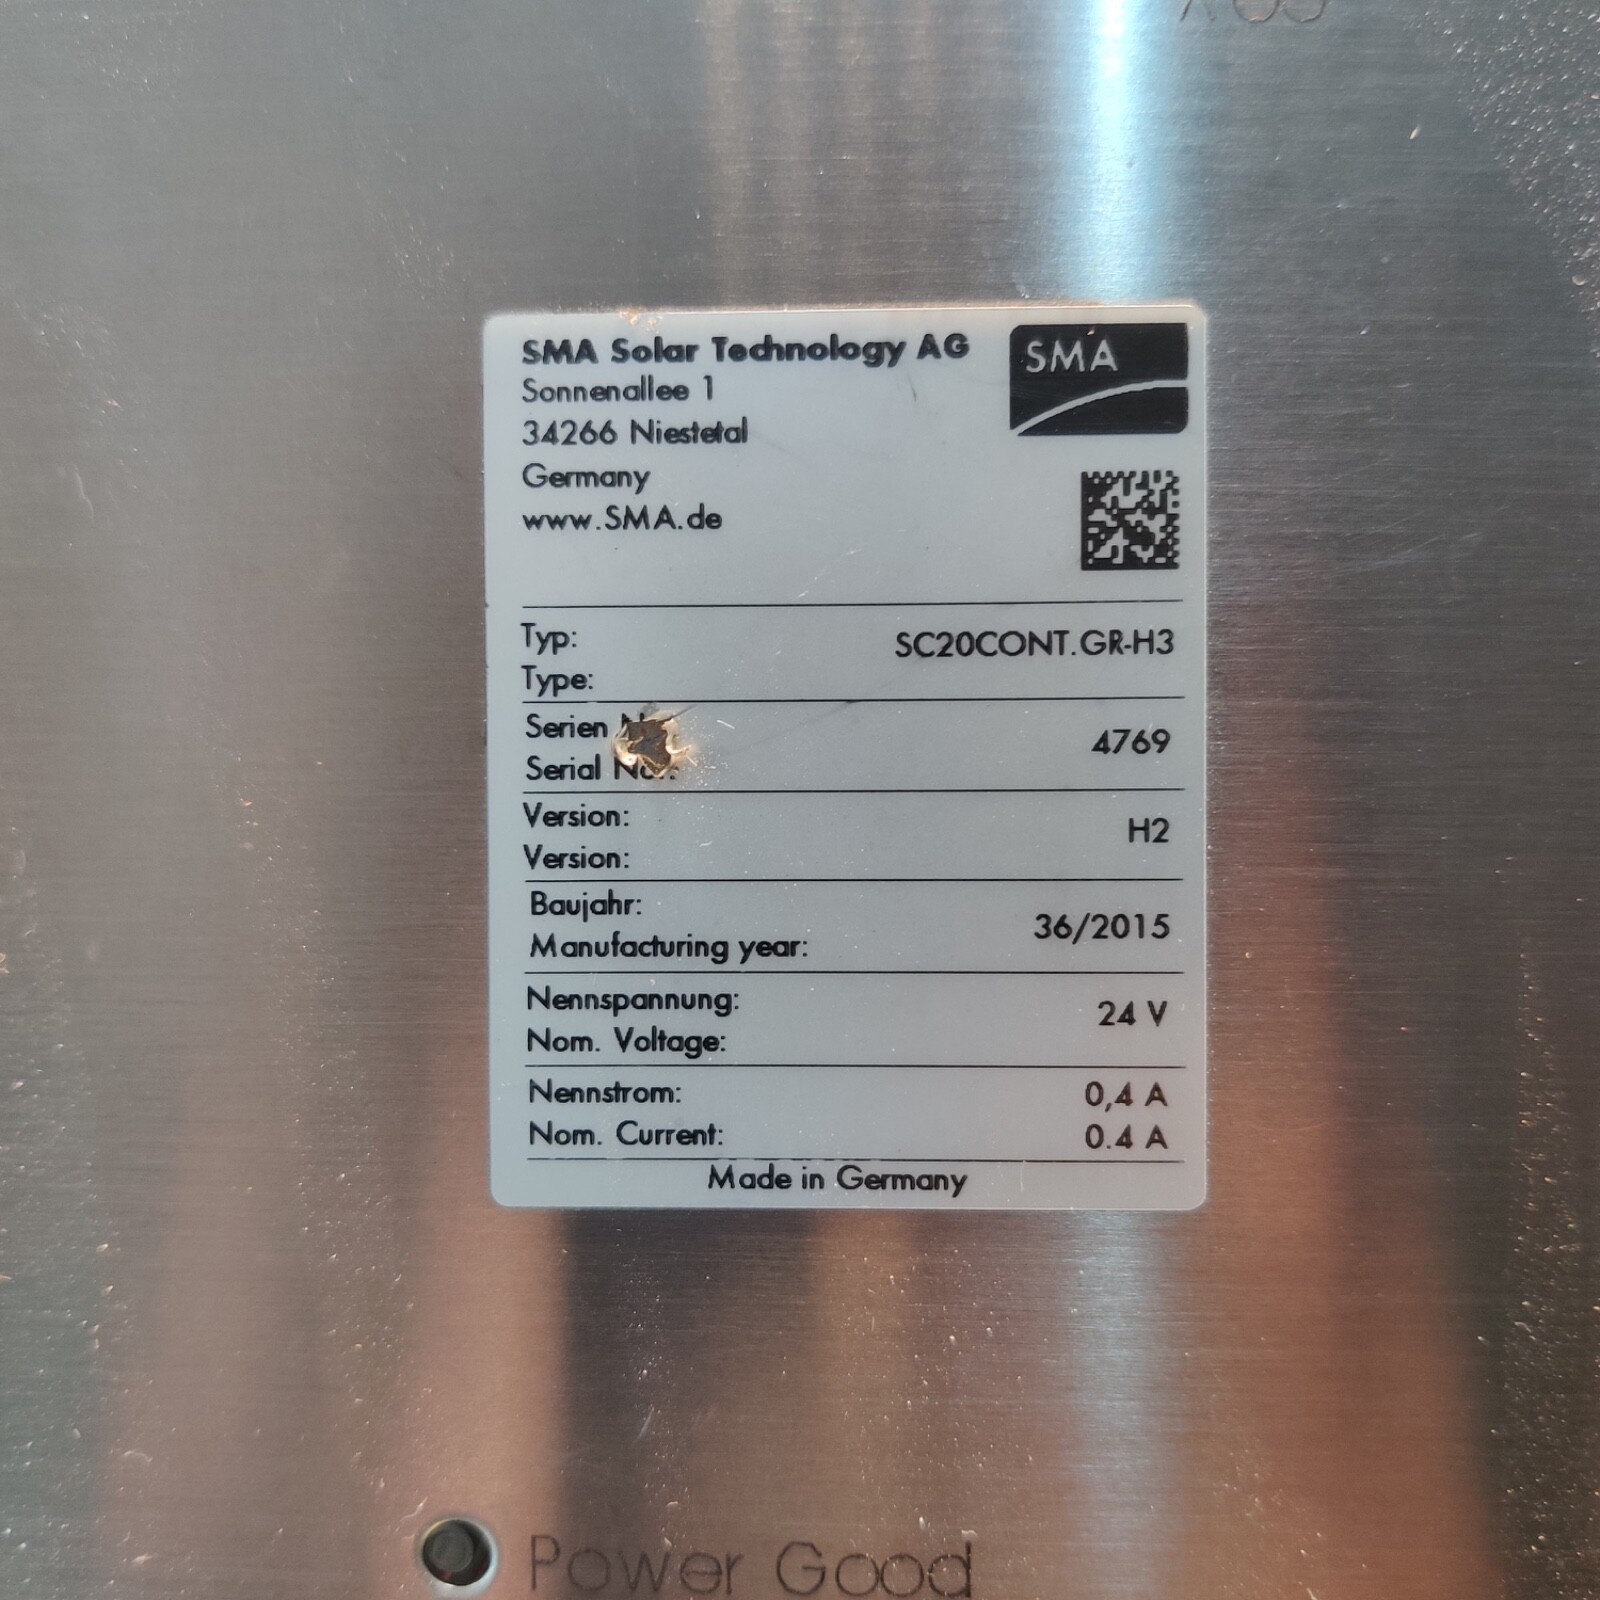 SMA Solar Technology AG
SMA
Sonnenallee 1
34266 Niestetal
Germany
www.SMA.de
Typ: SC20CONT.GR-H3
Type:
Serien
Serial 4769
Version: H2
Version:
Baujahr: 36/2015
Manufacturing year:
Nennspannung: 24 V
Nom. Voltage:
Nennstrom: 0,4 A
Nom. Current: 0.4 A
Made in Germany
Power Good